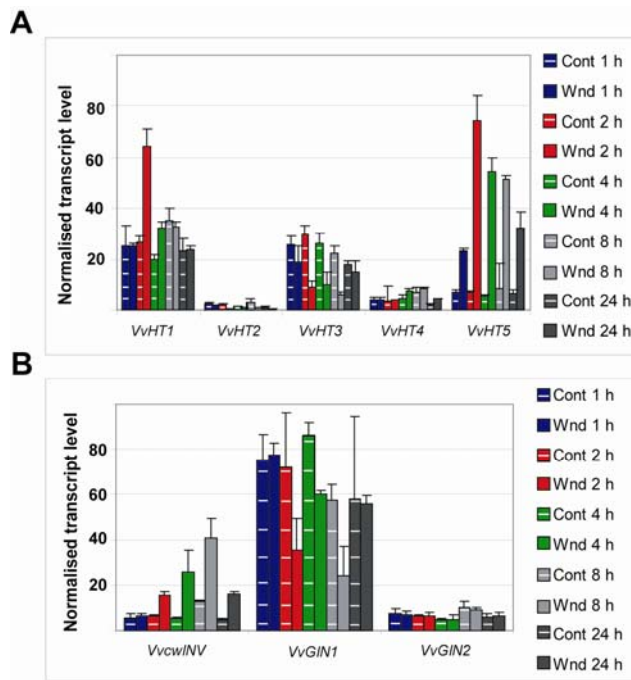 A
Normalised transcript level
80
60
40
20
VvHT1 VvHT2 VvHT3 VvHT4 VvHT5
Cont 1 h
Wnd 1 h
Cont 2 h
Wnd 2 h
Cont 4 h
Wnd 4 h
Cont 8 h
Wnd 8 h
Cont 24 h
Wnd 24 h
B
Normalised transcript level
80
60
40
20
VvcwINV VvGIN1 VvGIN2
Cont 1 h
Wnd 1 h
Cont 2 h
Wnd 2 h
Cont 4 h
Wnd 4 h
Cont 8 h
Wnd 8 h
Cont 24 h
Wnd 24 h